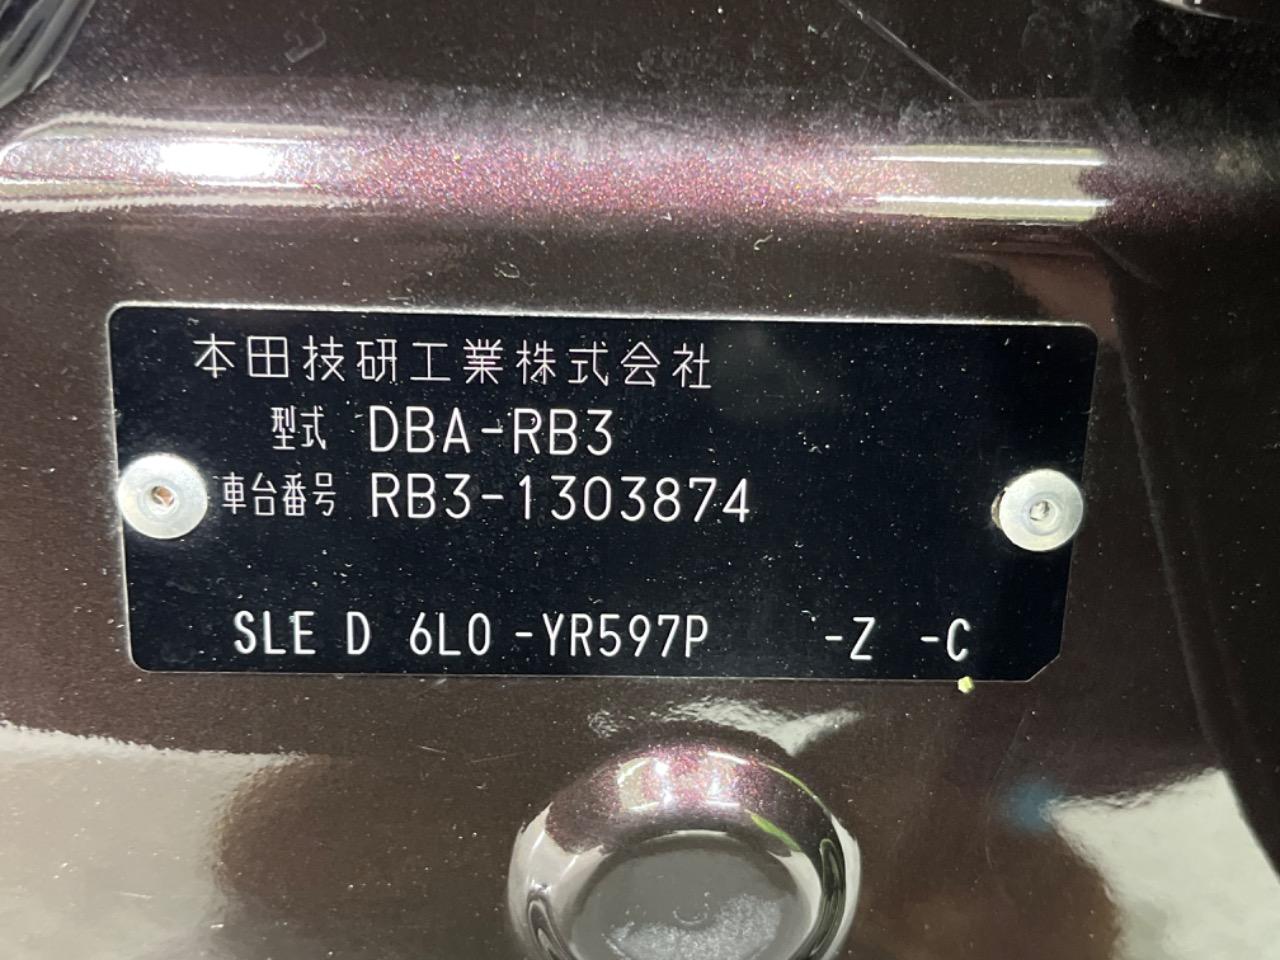 本田技研工業株式会社
型式 DBA-RB3
車台番号 RB3-1303874
SLE D 6L0 -YR597P -Z -C